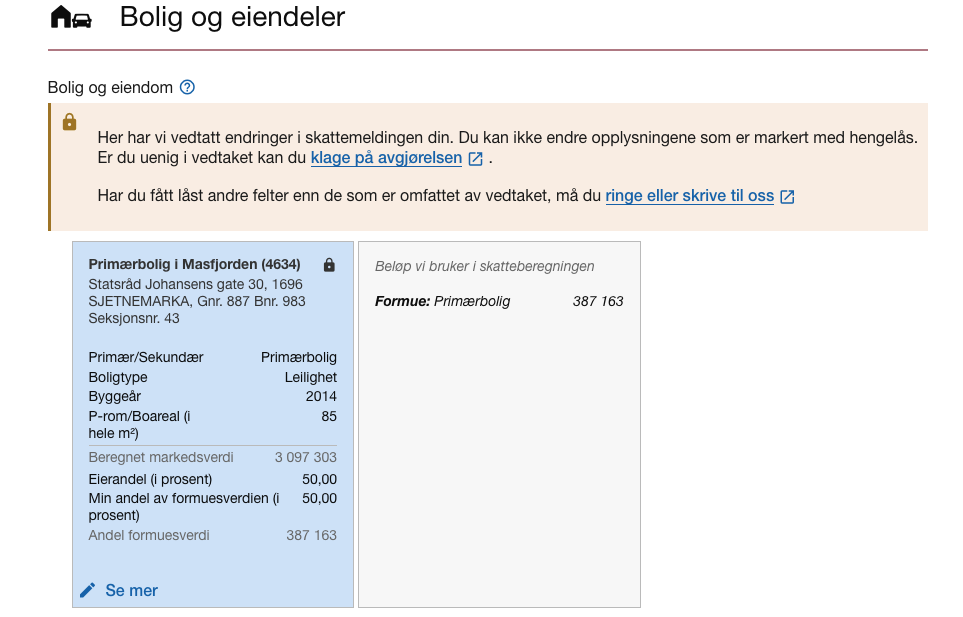 Bolig og eiendeler
Bolig og eiendom
Her har vi vedtatt endringer i skattemeldingen din. Du kan ikke endre opplysningene som er markert med hengelås.
Er du uenig i vedtaket kan du klage på avgjørelsen .
Har du fått låst andre felter enn de som er omfattet av vedtaket, må du ringe eller skrive til oss
Primærbolig i Masfjorden (4634)
Statsråd Johansens gate 30, 1696
SJETNEMARKA, Gnr. 887 Bnr. 983
Seksjonsnr. 43
Primær/Sekundær Primærbolig
Boligtype Leilighet
Byggeår 2014
P-rom/Boareal (i 85
hele m²)
Beregnet markedsverdi 3 097 303
Eierandel (i prosent) 50,00
Min andel av formuesverdien (i 50,00
prosent)
Andel formuesverdi 387 163
Se mer
Beløp vi bruker i skatteberegningen
Formue: Primærbolig 387 163